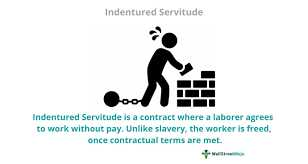 Indentured Servitude
Indentured Servitude is a contract where a laborer agrees
to work without pay. Unlike slavery, the worker is freed,
once contractual terms are met.
WallStreetMojo